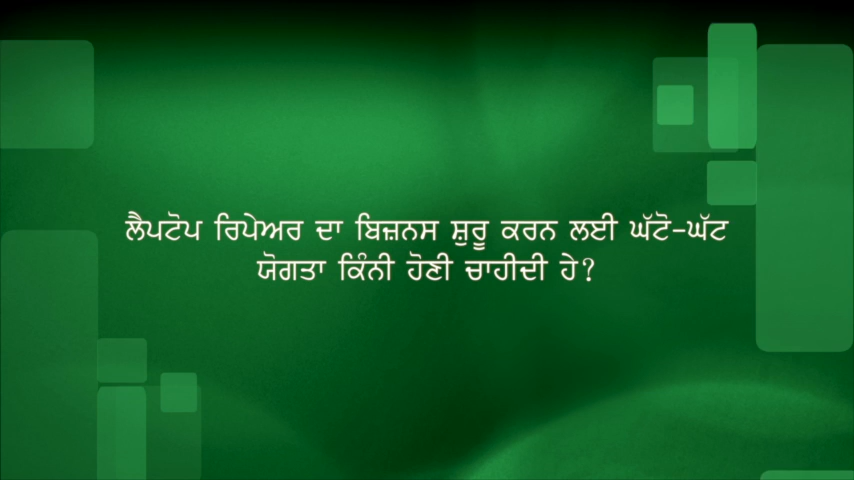 ਲੈਪਟੋਪ ਰਿਪੇਅਰ ਦਾ ਬਿਜ਼ਨਸ ਸ਼ੁਰੂ ਕਰਨ ਲਈ ਘੱਟੋ-ਘੱਟ
ਯੋਗਤਾ ਕਿੰਨੀ ਹੋਣੀ ਚਾਹੀਦੀ ਹੇ?